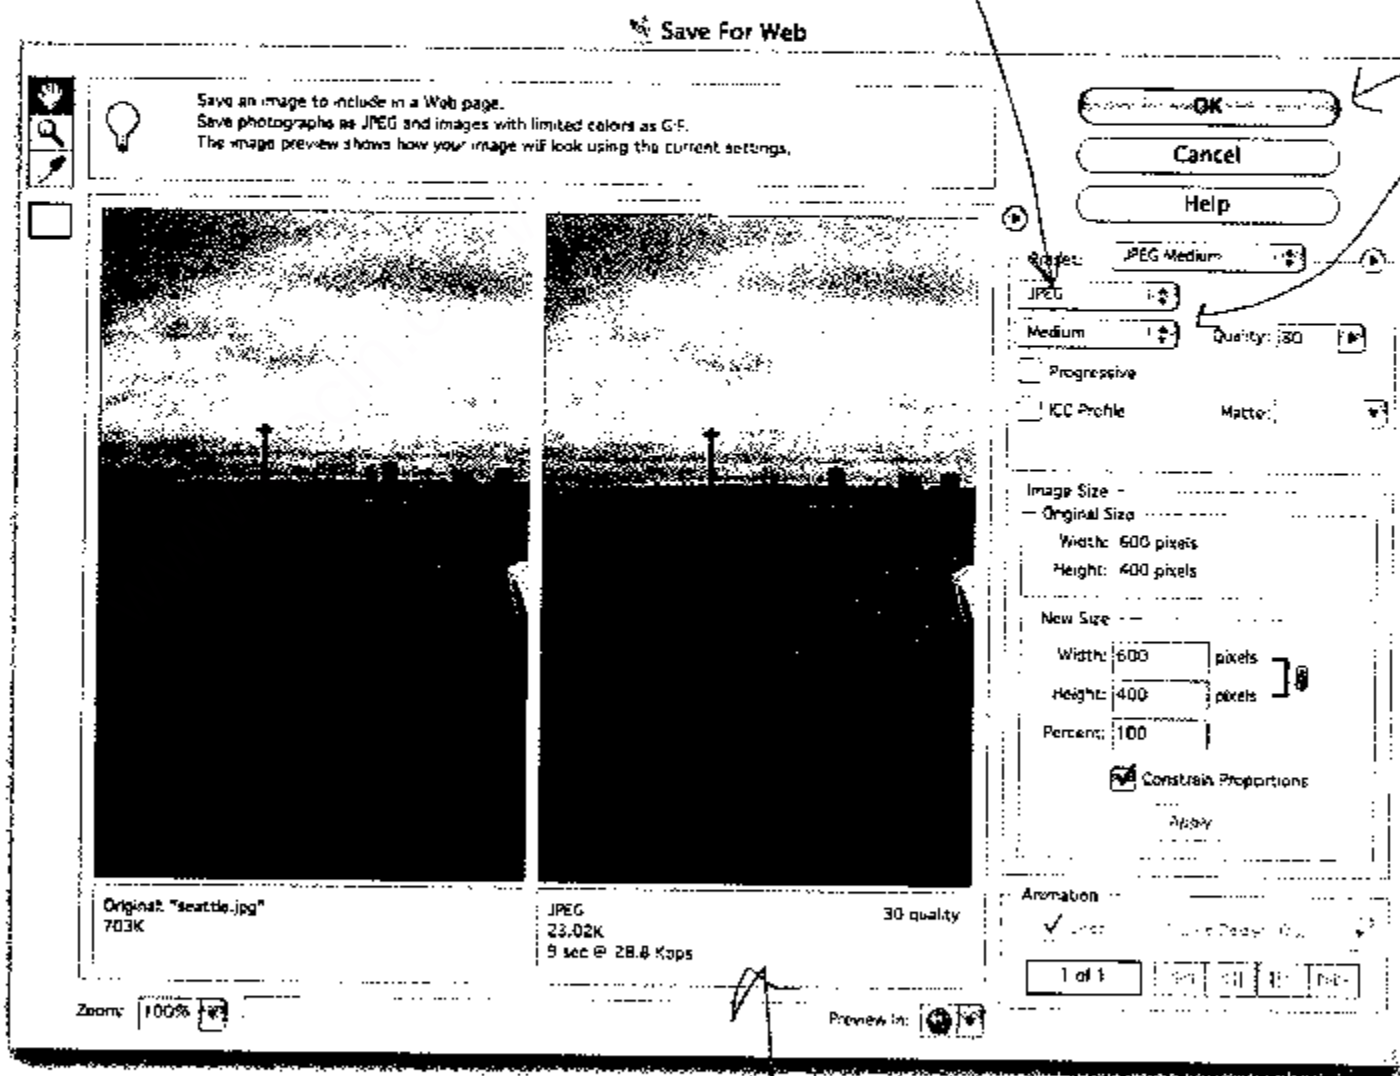 Save For Web
Save an image to include in a Web page.
Save photographs as JPEG and images with limited colors as GIF.
The image preview shows how your image will look using the current settings.
OK
Cancel
Help
Preset: JPEG Medium
JPEG
Medium
Quality: 30
Progressive
ICC Profile
Matte:
Image Size
Original Size
Width: 600 pixels
Height: 400 pixels
New Size
Width: 600 pixels
Height: 400 pixels
Percent: 100
Constrain Proportions
Apply
Original: "seattle.jpg"
703K
JPEG
23.02K
9 sec @ 28.8 Kbps
30 quality
Animation
1 of 1
Zoom: 100%
Preview In: